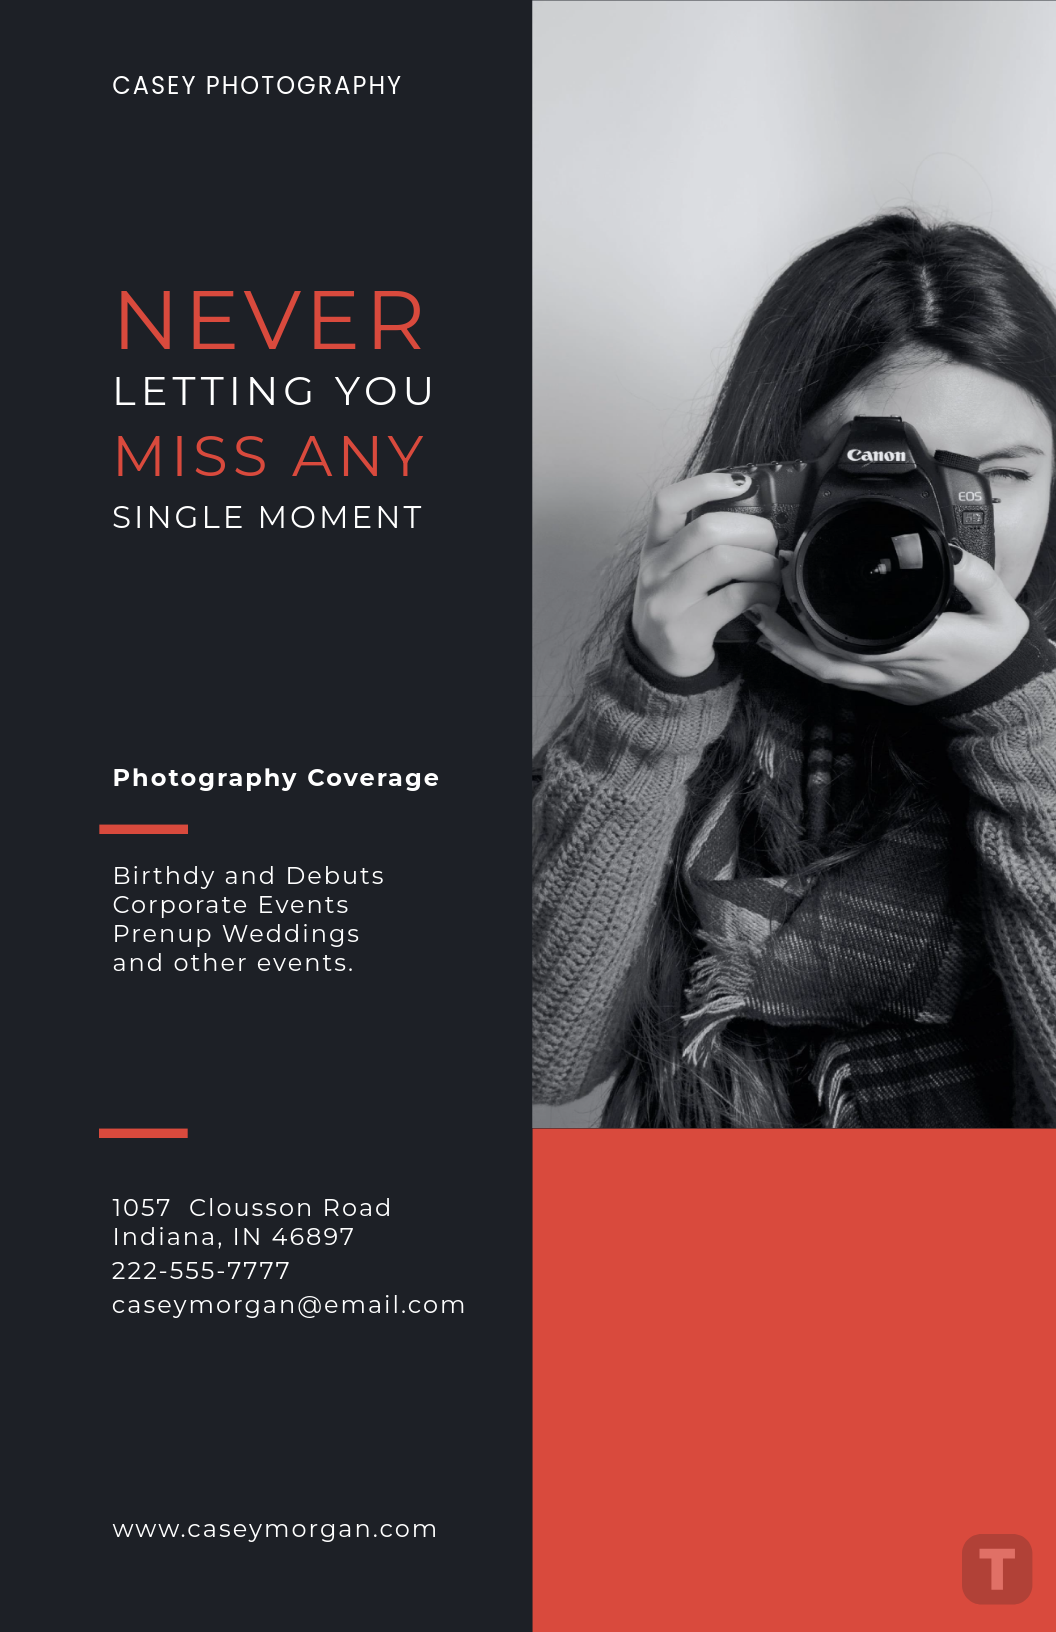 CASEY PHOTOGRAPHY
NEVER
LETTING YOU
MISS ANY
SINGLE MOMENT
Canon
EOS
5D
Photography Coverage
Birthdy and Debuts
Corporate Events
Prenup Weddings
and other events.
1057  Clousson Road
Indiana, IN 46897
222-555-7777
caseymorgan@email.com
www.caseymorgan.com
T